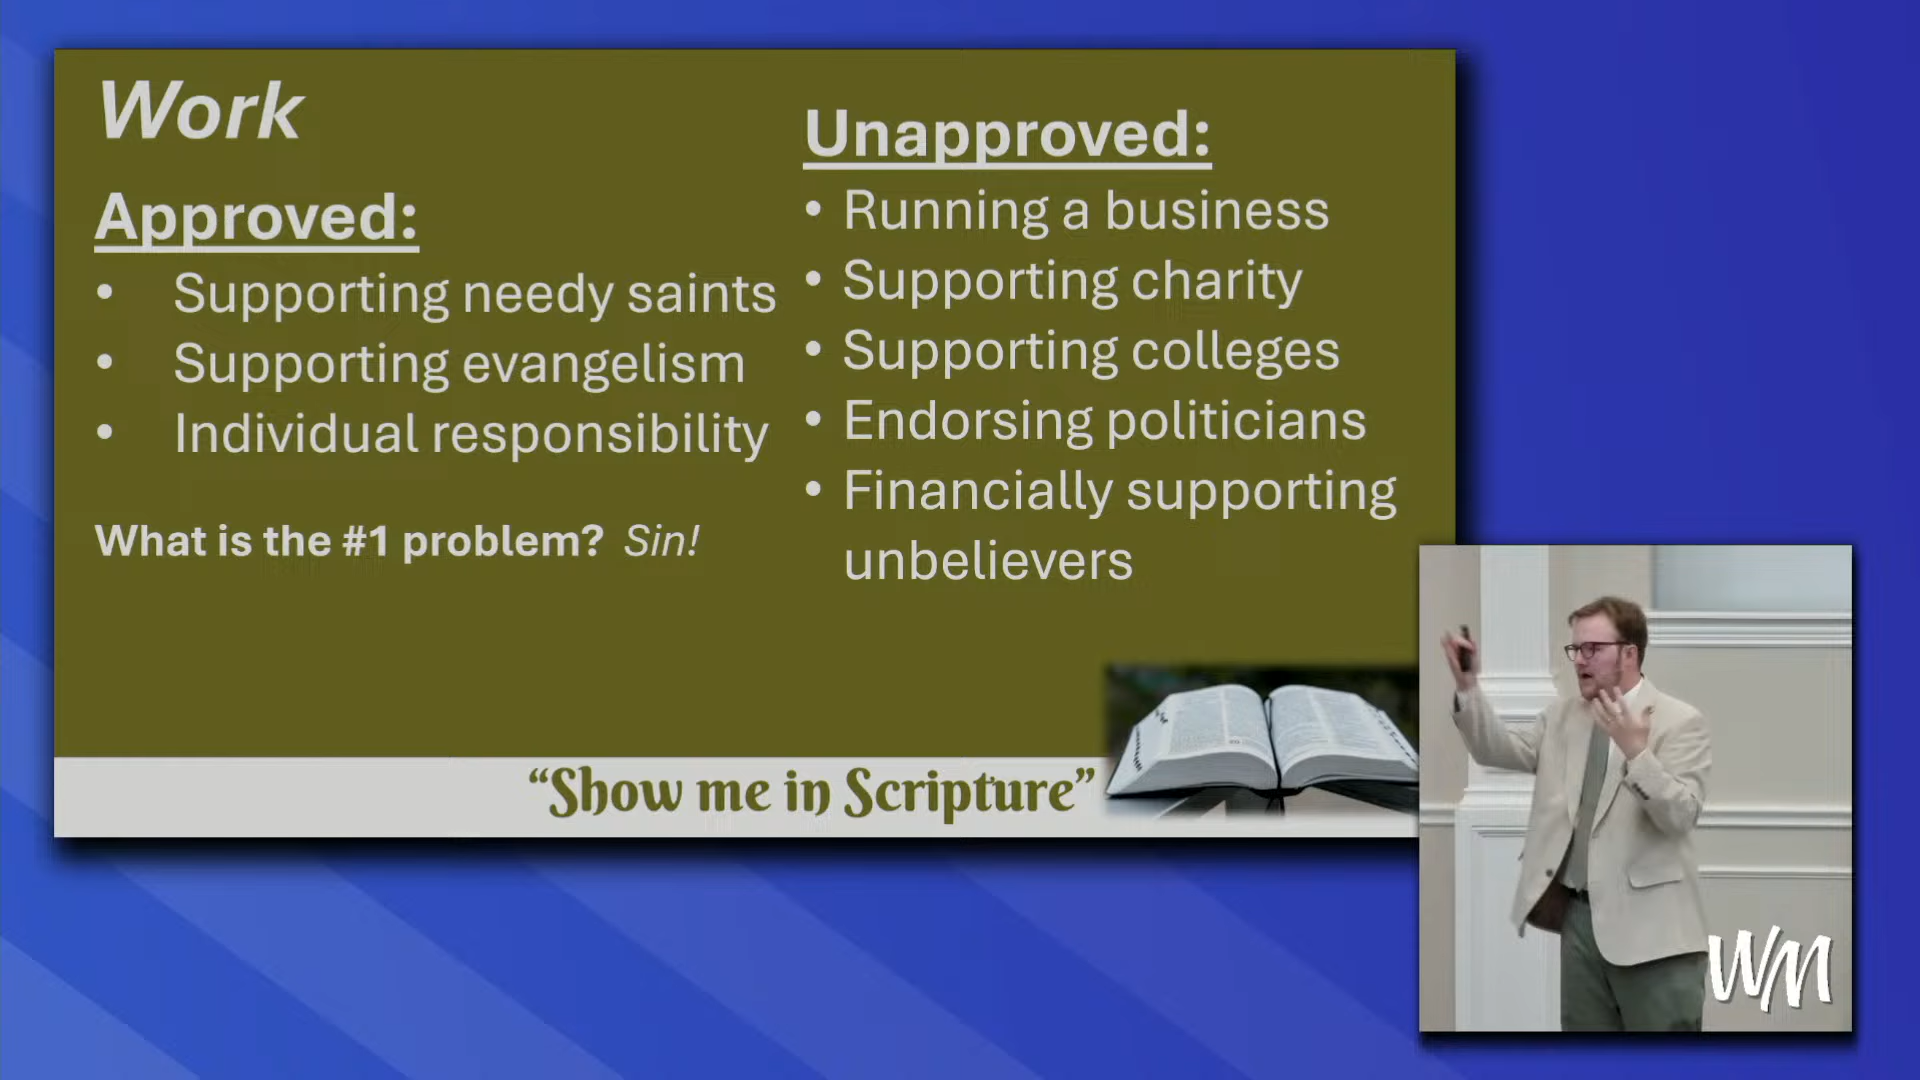 Work
Approved:
• Supporting needy saints
• Supporting evangelism
• Individual responsibility
What is the #1 problem? Sin!
Unapproved:
• Running a business
• Supporting charity
• Supporting colleges
• Endorsing politicians
• Financially supporting
unbelievers
“Show me in Scripture”
WM